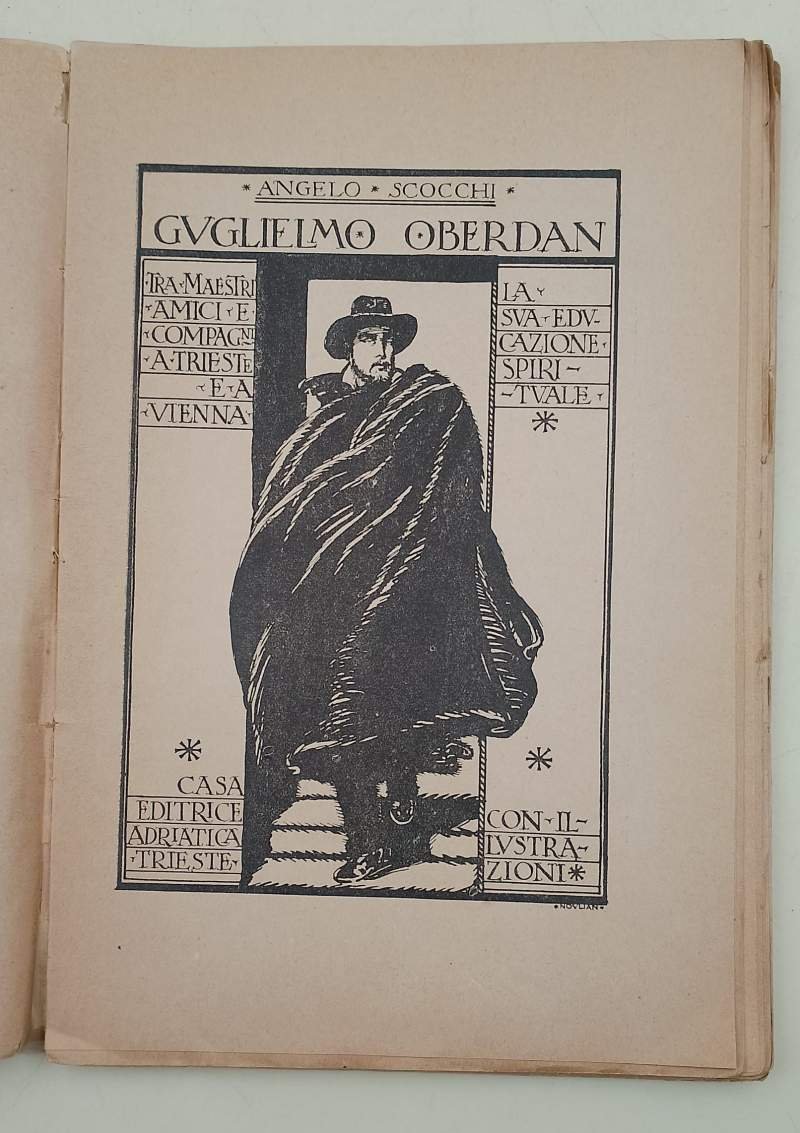 * ANGELO * SCOCCHI *
GVGLIELMO OBERDAN
·TRA·MAESTRI
·AMICI·E
·COMPAGNI
·A·TRIESTE
·E·A
·VIENNA·
LA·
SVA·EDV-
CAZIONE·
SPIRI-
-TVALE·
*
*
CASA
EDITRICE
ADRIATICA
·TRIESTE·
*
CON·IL-
LVSTRA-
ZIONI*